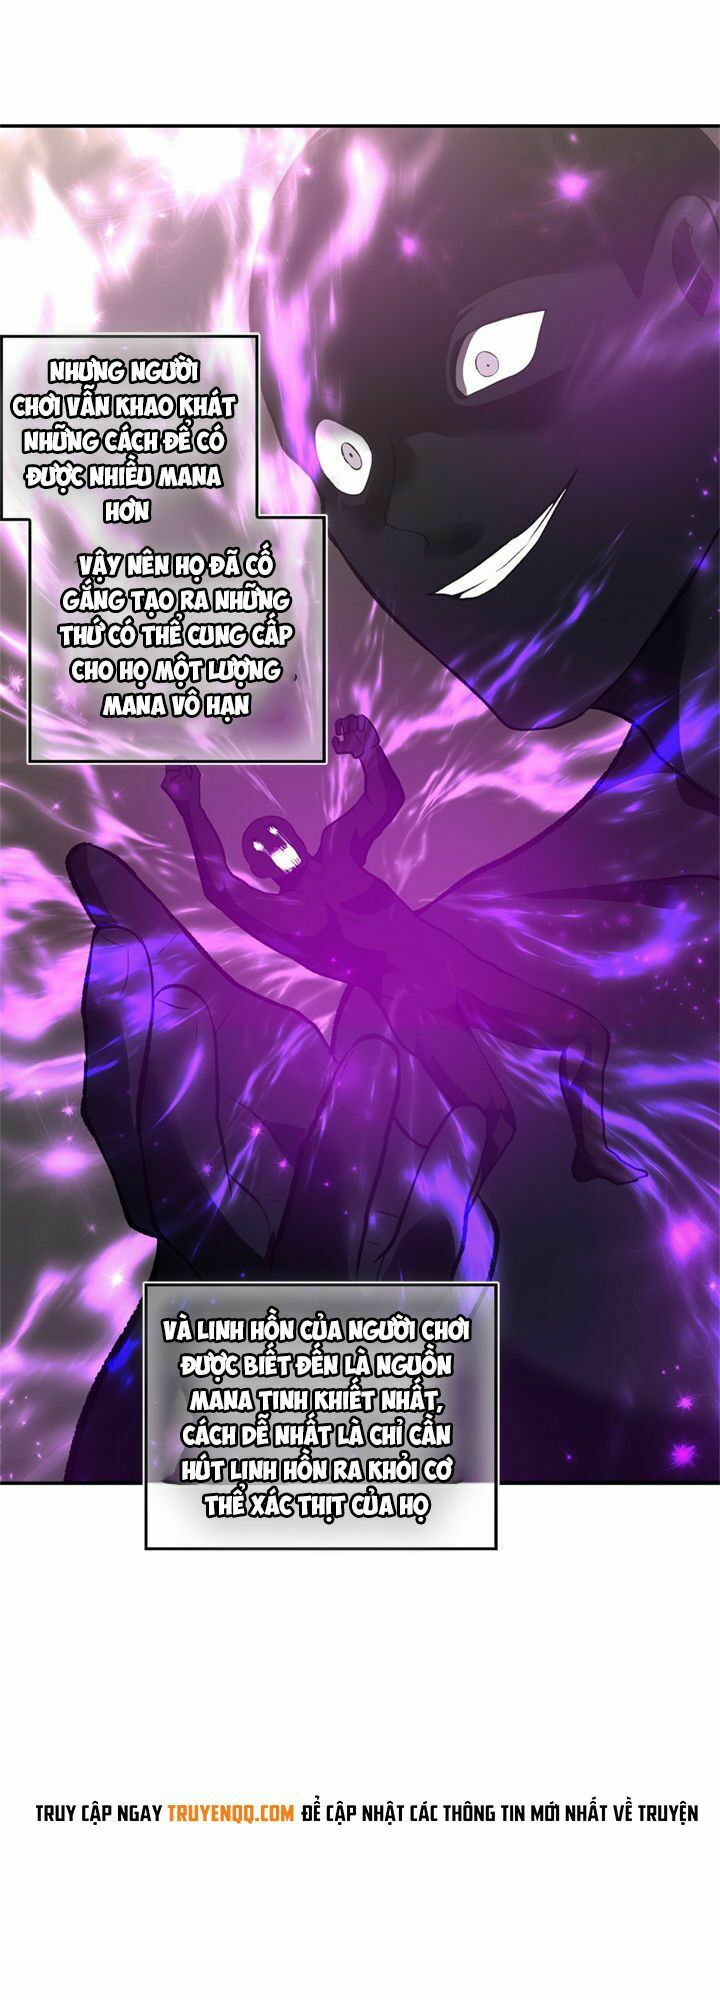 NHƯNG NGƯỜI
CHƠI VẪN KHAO KHÁT
NHỮNG CÁCH ĐỂ CÓ
ĐƯỢC NHIỀU MANA
HƠN
VẬY NÊN HỌ ĐÃ CỐ
GẮNG TẠO RA NHỮNG
THỨ CÓ THỂ CUNG CẤP
CHO HỌ MỘT LƯỢNG
MANA VÔ HẠN
VÀ LINH HỒN CỦA NGƯỜI CHƠI
ĐƯỢC BIẾT ĐẾN LÀ NGUỒN
MANA TINH KHIẾT NHẤT,
CÁCH DỄ NHẤT LÀ CHỈ CẦN
HÚT LINH HỒN RA KHỎI CƠ
THỂ XÁC THỊT CỦA HỌ
TRUY CẬP NGAY TRUYENQQ.COM ĐỂ CẬP NHẬT CÁC THÔNG TIN MỚI NHẤT VỀ TRUYỆN